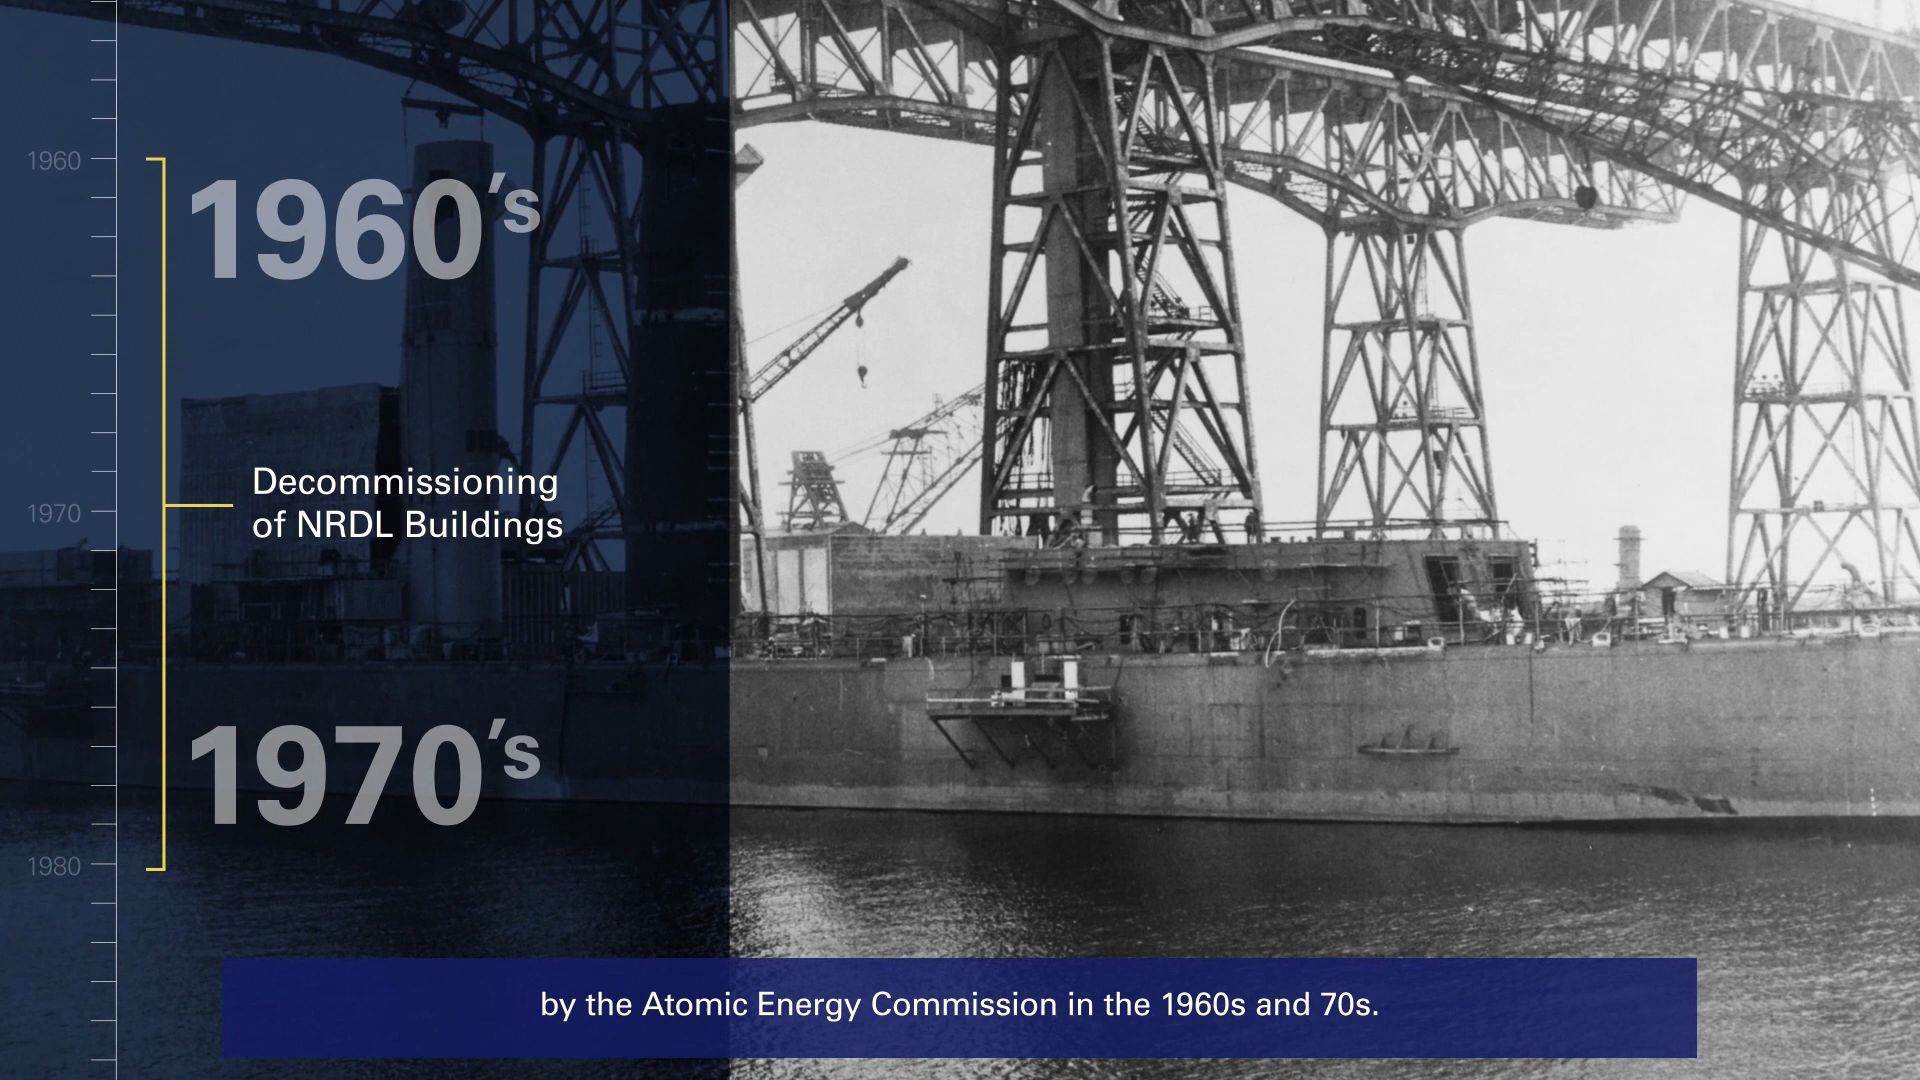 1960
1960's
Decommissioning
of NRDL Buildings
1970
1970's
1980
by the Atomic Energy Commission in the 1960s and 70s.